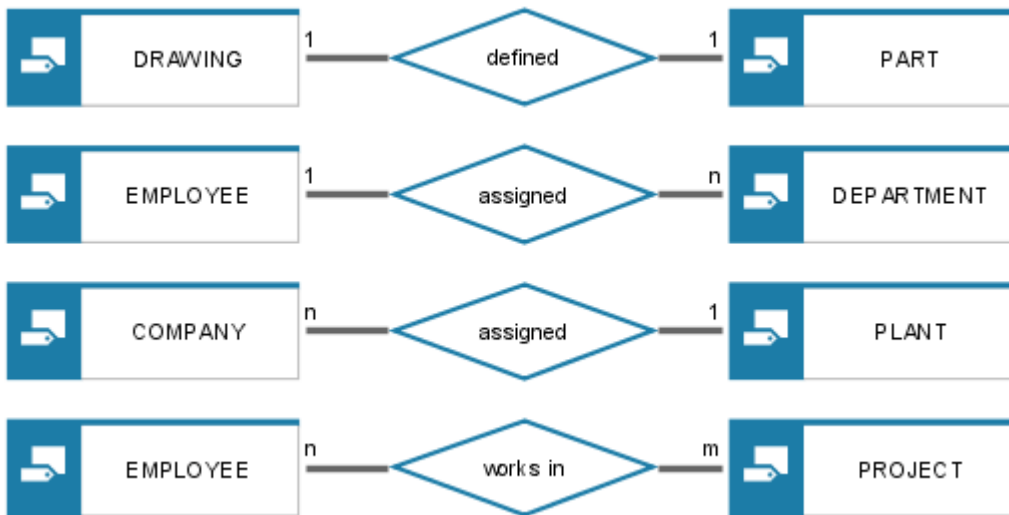 DRAWING 1 defined 1 PART
EMPLOYEE 1 assigned n DEPARTMENT
COMPANY n assigned 1 PLANT
EMPLOYEE n works in m PROJECT